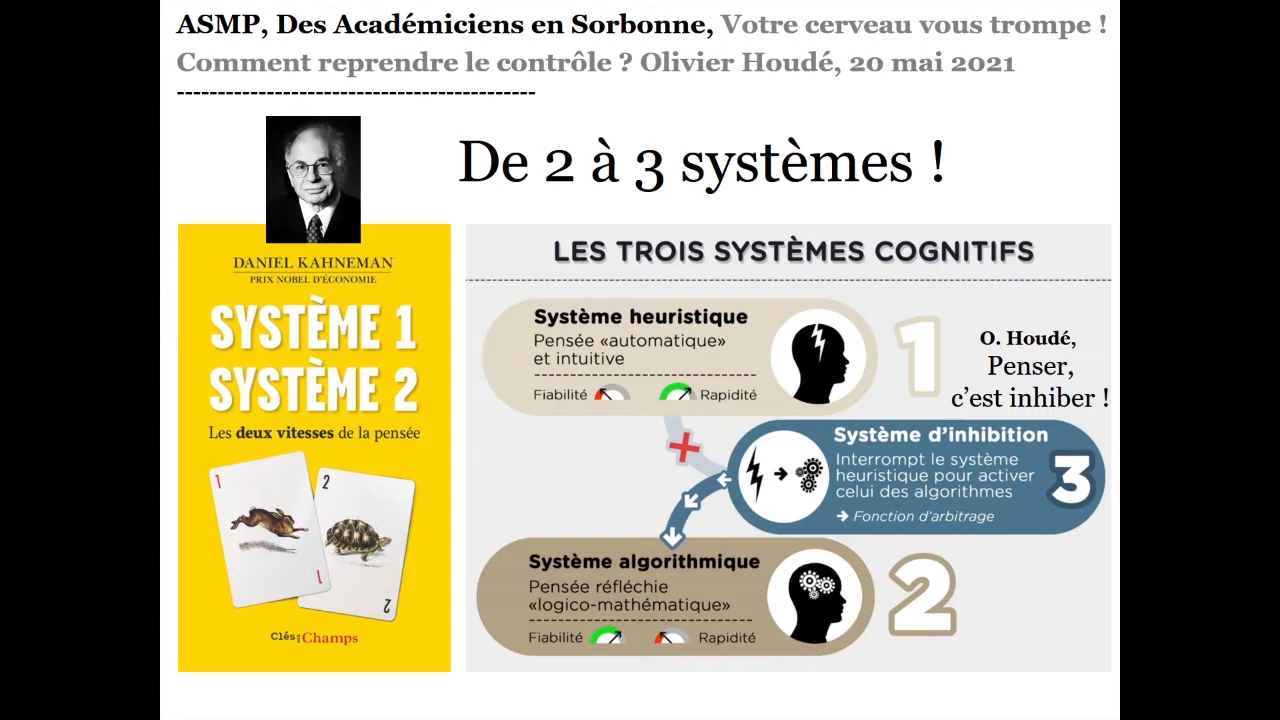 ASMP, Des Académiciens en Sorbonne, Votre cerveau vous trompe !
Comment reprendre le contrôle ? Olivier Houdé, 20 mai 2021
-------------------------------------------
De 2 à 3 systèmes !
DANIEL KAHNEMAN
PRIX NOBEL D'ÉCONOMIE
SYSTÈME 1
SYSTÈME 2
Les deux vitesses de la pensée
1
1
2
2
Clés des Champs
LES TROIS SYSTÈMES COGNITIFS
Système heuristique
Pensée «automatique»
et intuitive
Fiabilité Rapidité
1
O. Houdé,
Penser,
c'est inhiber !
Système d'inhibition
Interrompt le système
heuristique pour activer
celui des algorithmes
➔ Fonction d'arbitrage
3
Système algorithmique
Pensée réfléchie
«logico-mathématique»
Fiabilité Rapidité
2